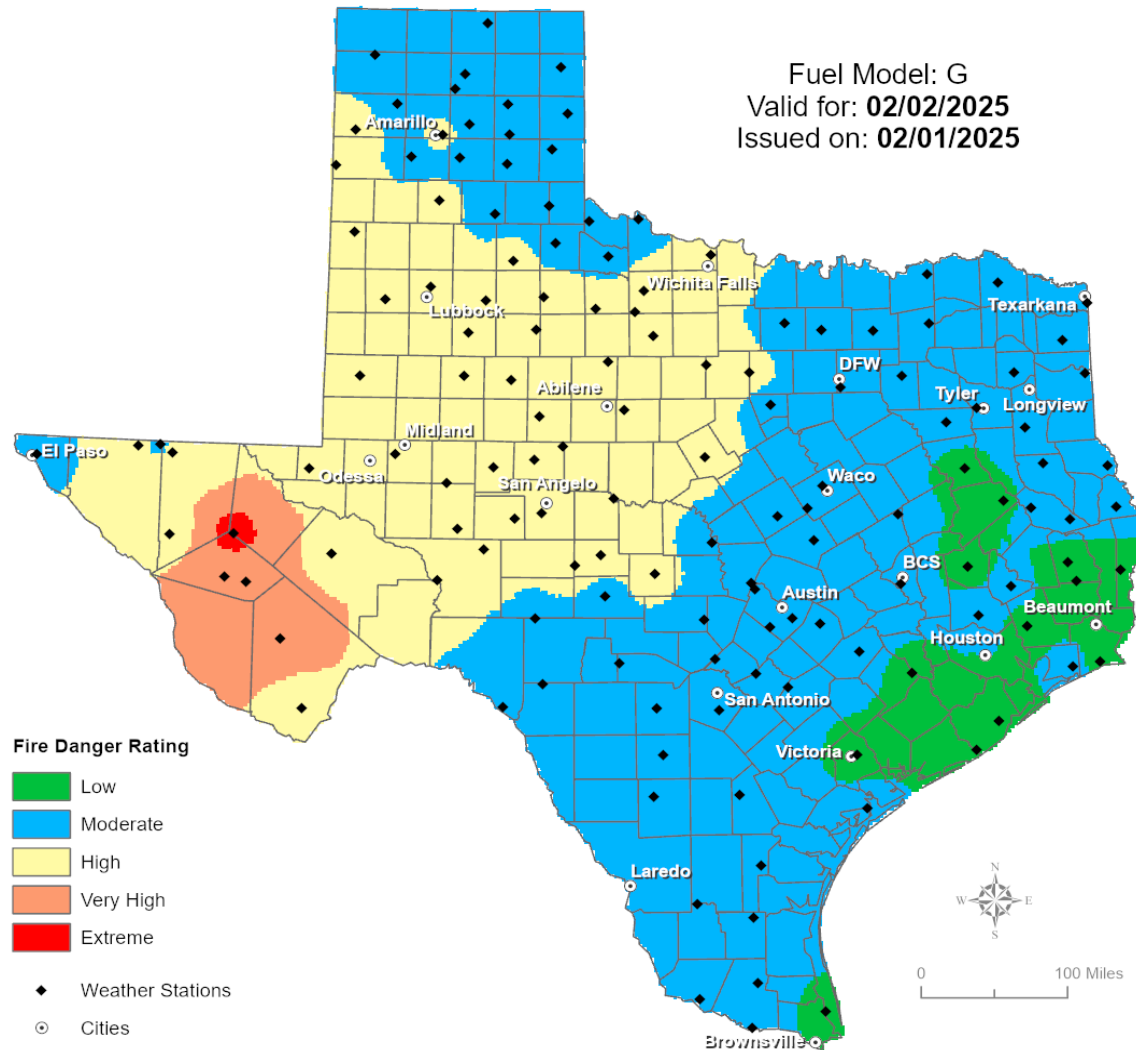 Fuel Model: G
Valid for: 02/02/2025
Issued on: 02/01/2025
Amarillo
Wichita Falls
Lubbock
Texarkana
DFW
Abilene
Tyler
Longview
Midland
El Paso
Odessa
San Angelo
Waco
BCS
Austin
Beaumont
Houston
San Antonio
Victoria
Laredo
Brownsville
Fire Danger Rating
Low
Moderate
High
Very High
Extreme
Weather Stations
Cities
N
W E
S
0 100 Miles